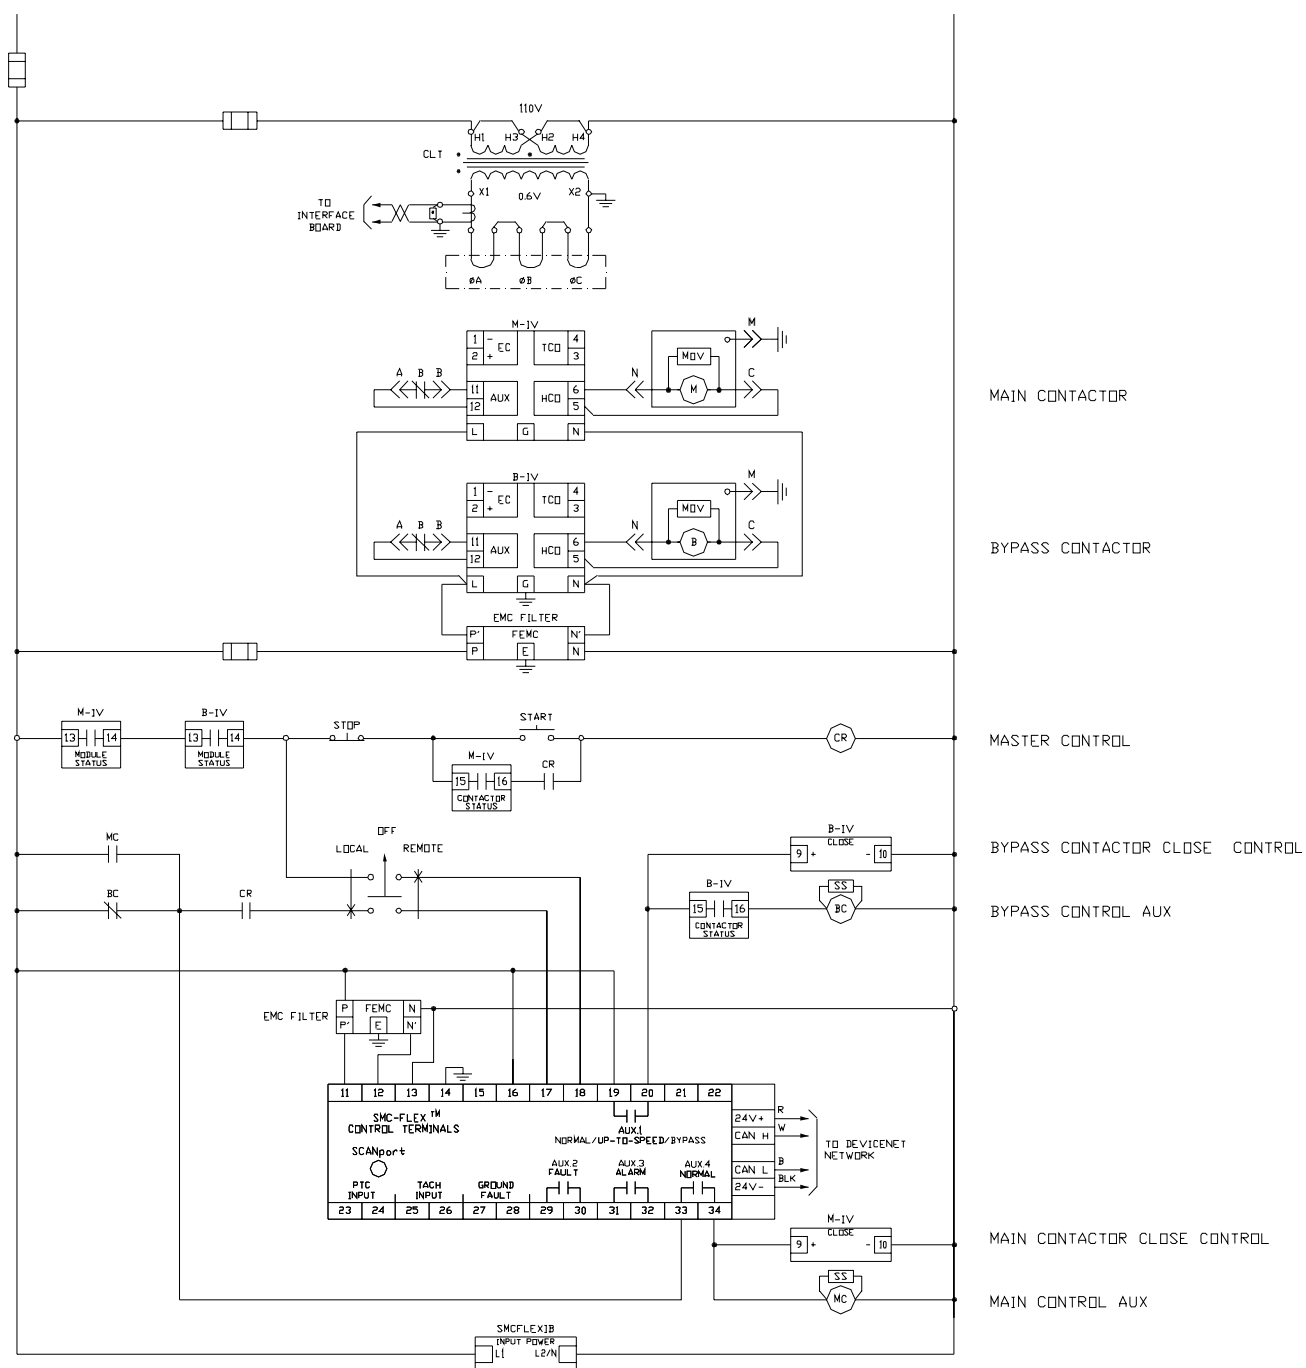 110V
H1 H3 H2 H4
CLT
X1 0.6V X2
TO
INTERFACE
BOARD
øA øB øC
M-IV
1 - EC TCO 4
2 + 3
A B B 11 AUX HCO 6 N M C
12 5
MOV
M
L G N
MAIN CONTACTOR
B-IV
1 - EC TCO 4
2 + 3
A B B 11 AUX HCO 6 N B C
12 5
MOV
M
L G N
BYPASS CONTACTOR
EMC FILTER
P' FEMC N'
P E N
M-IV
13 14
MODULE
STATUS
B-IV
13 14
MODULE
STATUS
STOP
START
CR
MASTER CONTROL
M-IV
15 16
CONTACTOR
STATUS
CR
MC
OFF
LOCAL REMOTE
B-IV
CLOSE
9 + - 10
BYPASS CONTACTOR CLOSE CONTROL
BC
CR
B-IV
15 16
CONTACTOR
STATUS
SS
BC
BYPASS CONTROL AUX
EMC FILTER
P FEMC N
P' E N'
11 12 13 14 15 16 17 18 19 20 21 22
SMC-FLEX™
CONTROL TERMINALS
AUX.1
NORMAL/UP-TO-SPEED/BYPASS
SCANport
PTC
INPUT
TACH
INPUT
GROUND
FAULT
AUX.2
FAULT
AUX.3
ALARM
AUX.4
NORMAL
23 24 25 26 27 28 29 30 31 32 33 34
24V+ R
CAN H W
CAN L B
24V- BLK
TO DEVICENET
NETWORK
M-IV
CLOSE
9 + - 10
MAIN CONTACTOR CLOSE CONTROL
SS
MC
MAIN CONTROL AUX
SMCFLEXIB
INPUT POWER
L1 L2/N